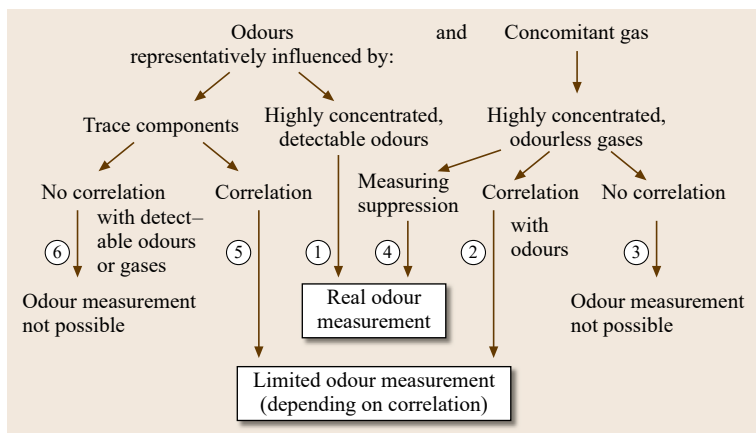 Odours
representatively influenced by:
and
Concomitant gas
Trace components
Highly concentrated,
detectable odours
Highly concentrated,
odourless gases
No correlation
with detect–
able odours
or gases
Correlation
Measuring
suppression
Correlation
with
odours
No correlation
6
5
1
4
2
3
Odour measurement
not possible
Real odour
measurement
Odour measurement
not possible
Limited odour measurement
(depending on correlation)